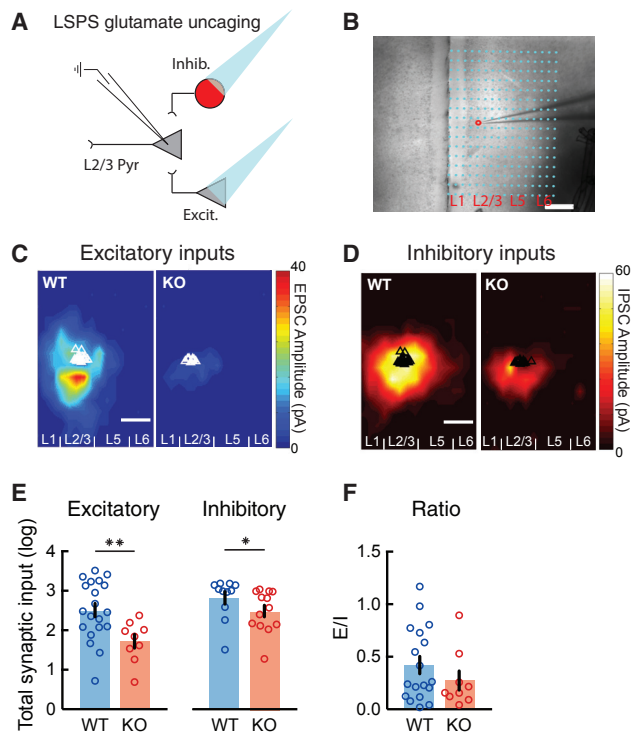 A
LSPS glutamate uncaging
Inhib.
L2/3 Pyr
Excit.
B
L1 L2/3 L5 L6
C
Excitatory inputs
WT
KO
40
EPSC Amplitude (pA)
0
L1 L2/3 L5 L6
L1 L2/3 L5 L6
D
Inhibitory inputs
WT
KO
60
IPSC Amplitude (pA)
0
L1 L2/3 L5 L6
L1 L2/3 L5 L6
E
Excitatory
Inhibitory
Total synaptic input (log)
4
3
2
1
0
**
*
WT KO
WT KO
F
Ratio
E/I
1.5
1.0
0.5
0.0
WT KO